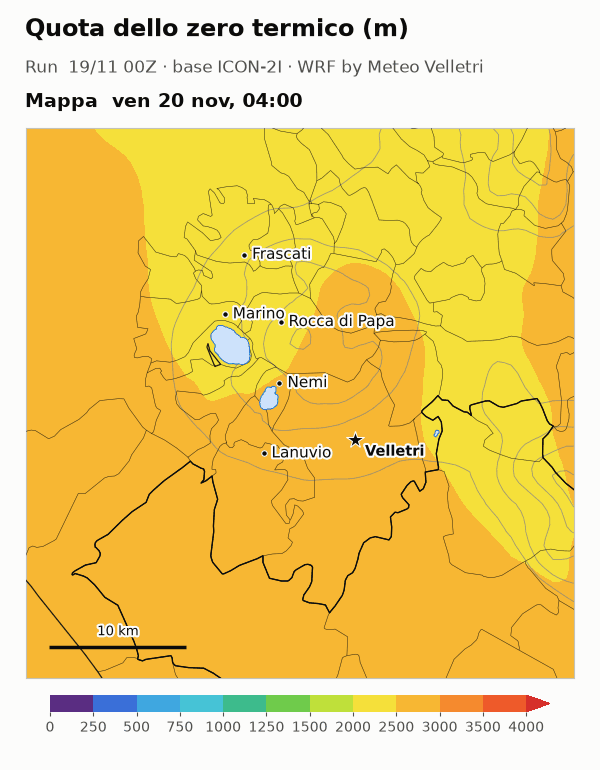 Quota dello zero termico (m)
Run  19/11 00Z · base ICON-2I · WRF by Meteo Velletri
Mappa  ven 20 nov, 04:00
Frascati
Marino
Rocca di Papa
Nemi
Velletri
Lanuvio
10 km
0 250 500 750 1000 1250 1500 2000 2500 3000 3500 4000